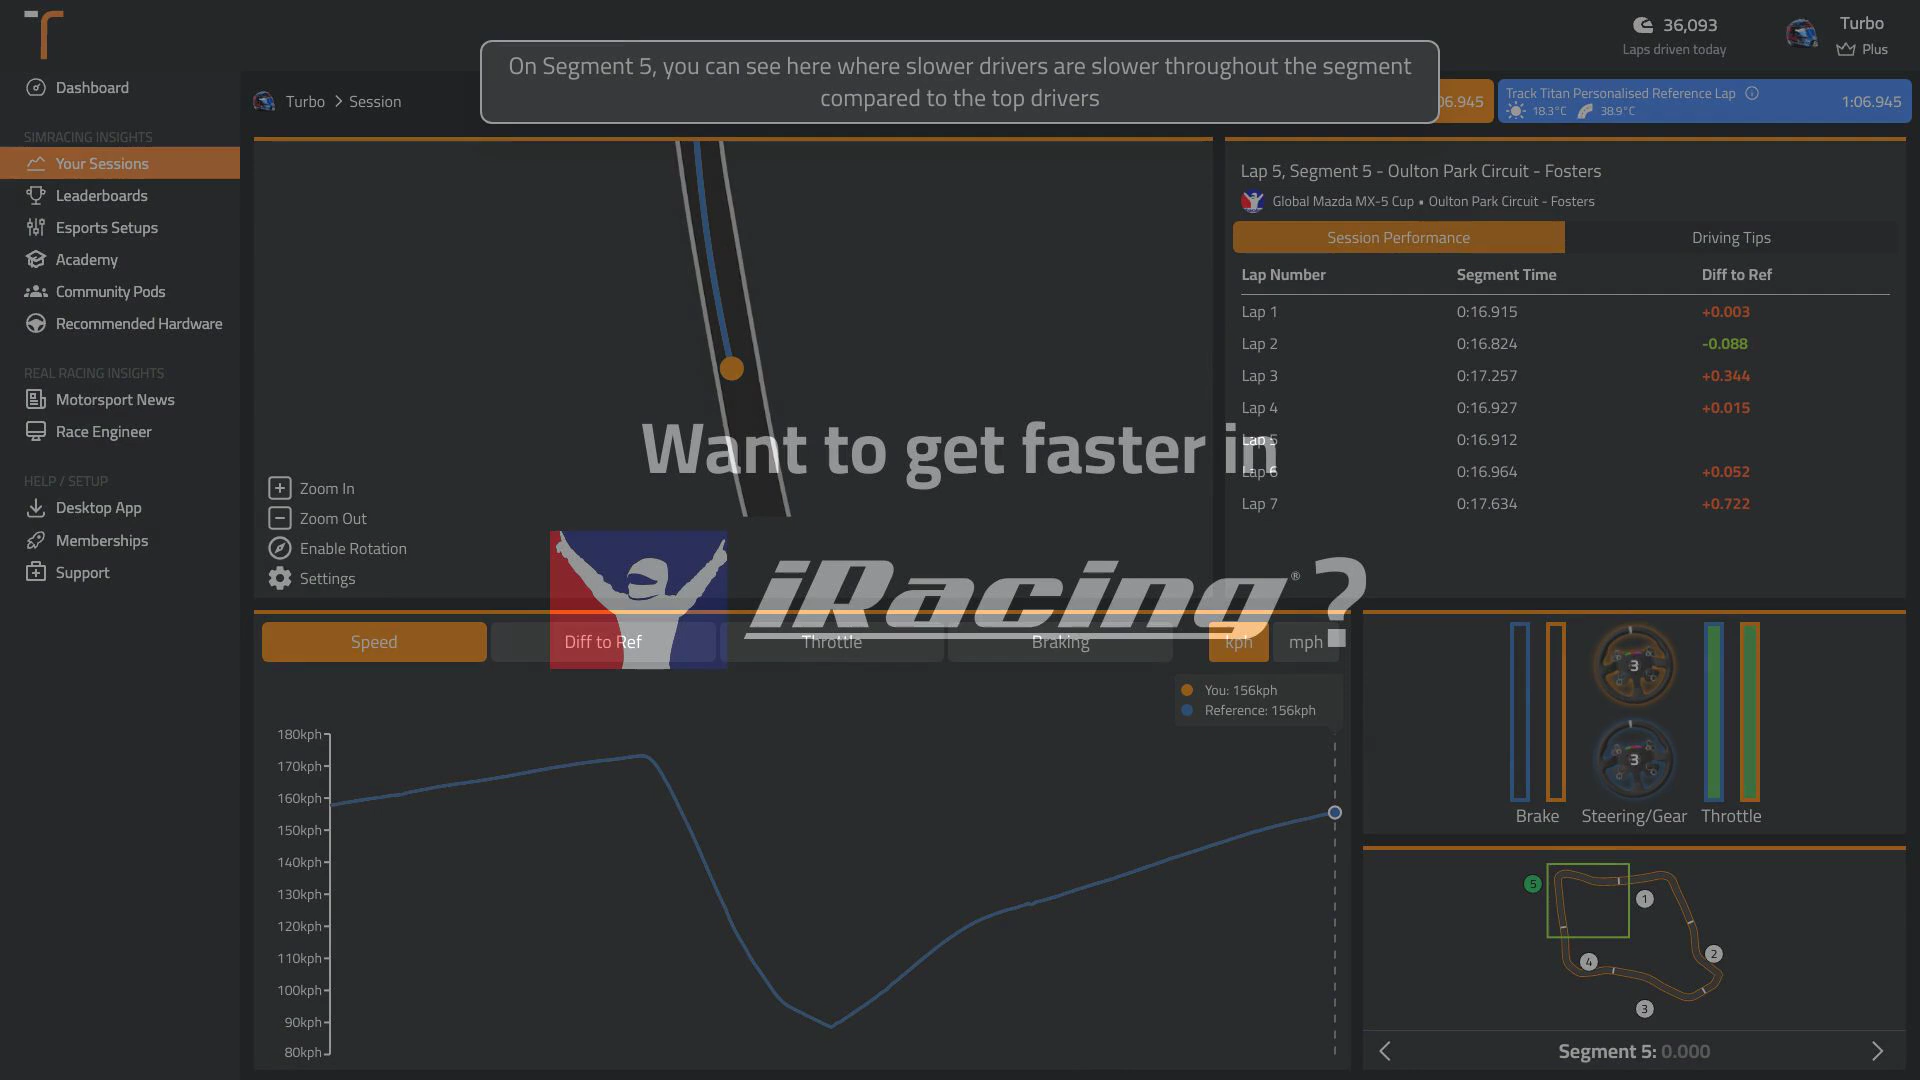 36,093
Laps driven today
Turbo
Plus
On Segment 5, you can see here where slower drivers are slower throughout the segment
compared to the top drivers
Dashboard
SIMRACING INSIGHTS
Your Sessions
Leaderboards
Esports Setups
Academy
Community Pods
Recommended Hardware
REAL RACING INSIGHTS
Motorsport News
Race Engineer
HELP / SETUP
Desktop App
Memberships
Support
Turbo > Session
06.945
Track Titan Personalised Reference Lap
18.3°C 38.9°C
1:06.945
Lap 5, Segment 5 - Oulton Park Circuit - Fosters
Global Mazda MX-5 Cup • Oulton Park Circuit - Fosters
Session Performance Driving Tips
Lap Number Segment Time Diff to Ref
Lap 1 0:16.915 +0.003
Lap 2 0:16.824 -0.088
Lap 3 0:17.257 +0.344
Lap 4 0:16.927 +0.015
Lap 5 0:16.912
Lap 6 0:16.964 +0.052
Lap 7 0:17.634 +0.722
Want to get faster in
iRacing®?
Zoom In
Zoom Out
Enable Rotation
Settings
Speed Diff to Ref Throttle Braking kph mph
You: 156kph
Reference: 156kph
180kph
170kph
160kph
150kph
140kph
130kph
120kph
110kph
100kph
90kph
80kph
3
3
Brake Steering/Gear Throttle
5
1
2
4
3
Segment 5: 0.000